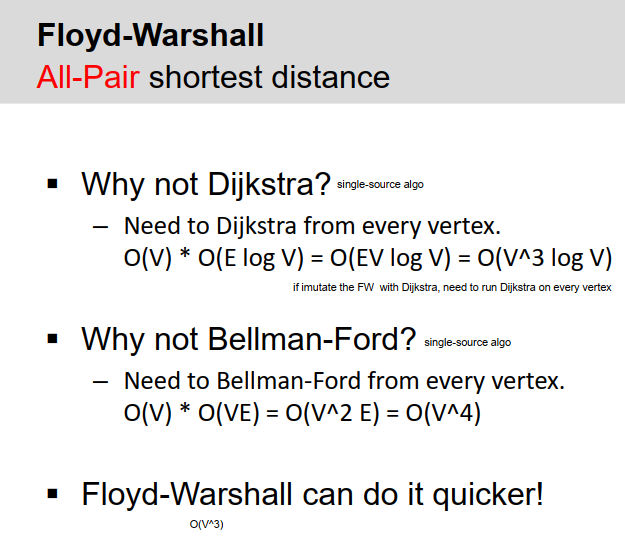 Floyd-Warshall
All-Pair shortest distance
▪ Why not Dijkstra? single-source algo
– Need to Dijkstra from every vertex.
O(V) * O(E log V) = O(EV log V) = O(V^3 log V)
if imutate the FW with Dijkstra, need to run Dijkstra on every vertex
▪ Why not Bellman-Ford? single-source algo
– Need to Bellman-Ford from every vertex.
O(V) * O(VE) = O(V^2 E) = O(V^4)
▪ Floyd-Warshall can do it quicker!
O(V^3)